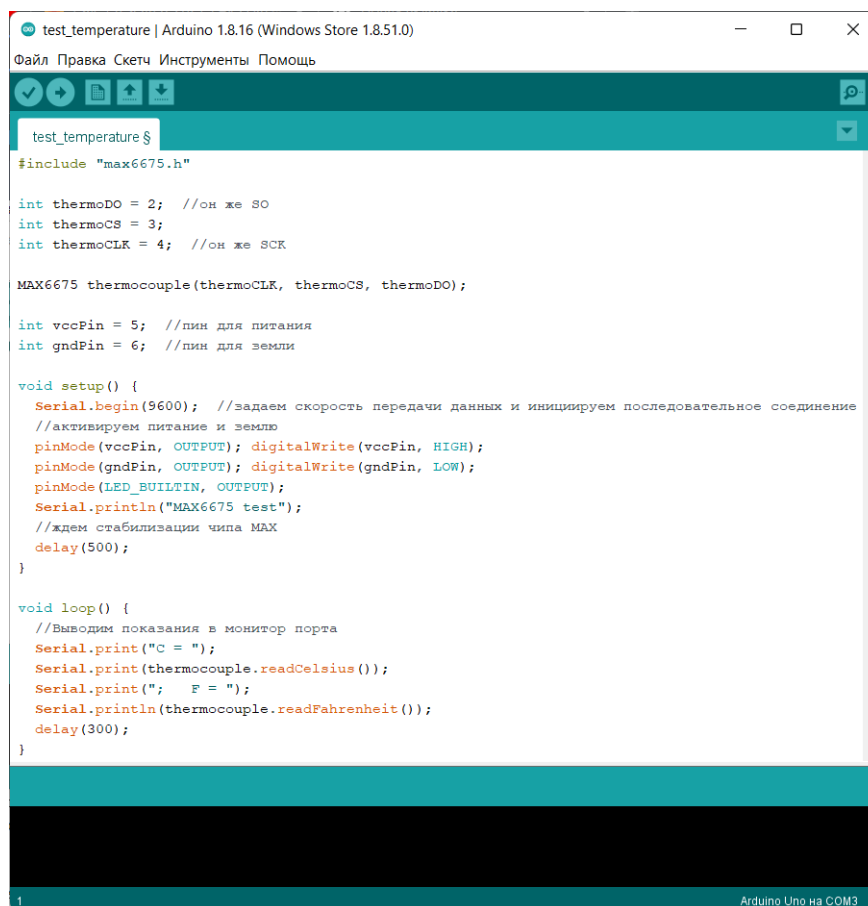 test_temperature | Arduino 1.8.16 (Windows Store 1.8.51.0)
Файл Правка Скетч Инструменты Помощь
test_temperature §
#include "max6675.h"
int thermoDO = 2;  //он же SO
int thermoCS = 3;
int thermoCLK = 4;  //он же SCK
MAX6675 thermocouple(thermoCLK, thermoCS, thermoDO);
int vccPin = 5;  //пин для питания
int gndPin = 6;  //пин для земли
void setup() {
  Serial.begin(9600);  //задаем скорость передачи данных и инициируем последовательное соединение
  //активируем питание и землю
  pinMode(vccPin, OUTPUT); digitalWrite(vccPin, HIGH);
  pinMode(gndPin, OUTPUT); digitalWrite(gndPin, LOW);
  pinMode(LED_BUILTIN, OUTPUT);
  Serial.println("MAX6675 test");
  //ждем стабилизации чипа MAX
  delay(500);
}
void loop() {
  //Выводим показания в монитор порта
  Serial.print("C = ");
  Serial.print(thermocouple.readCelsius());
  Serial.print(";   F = ");
  Serial.println(thermocouple.readFahrenheit());
  delay(300);
}
1
Arduino Uno на COM3